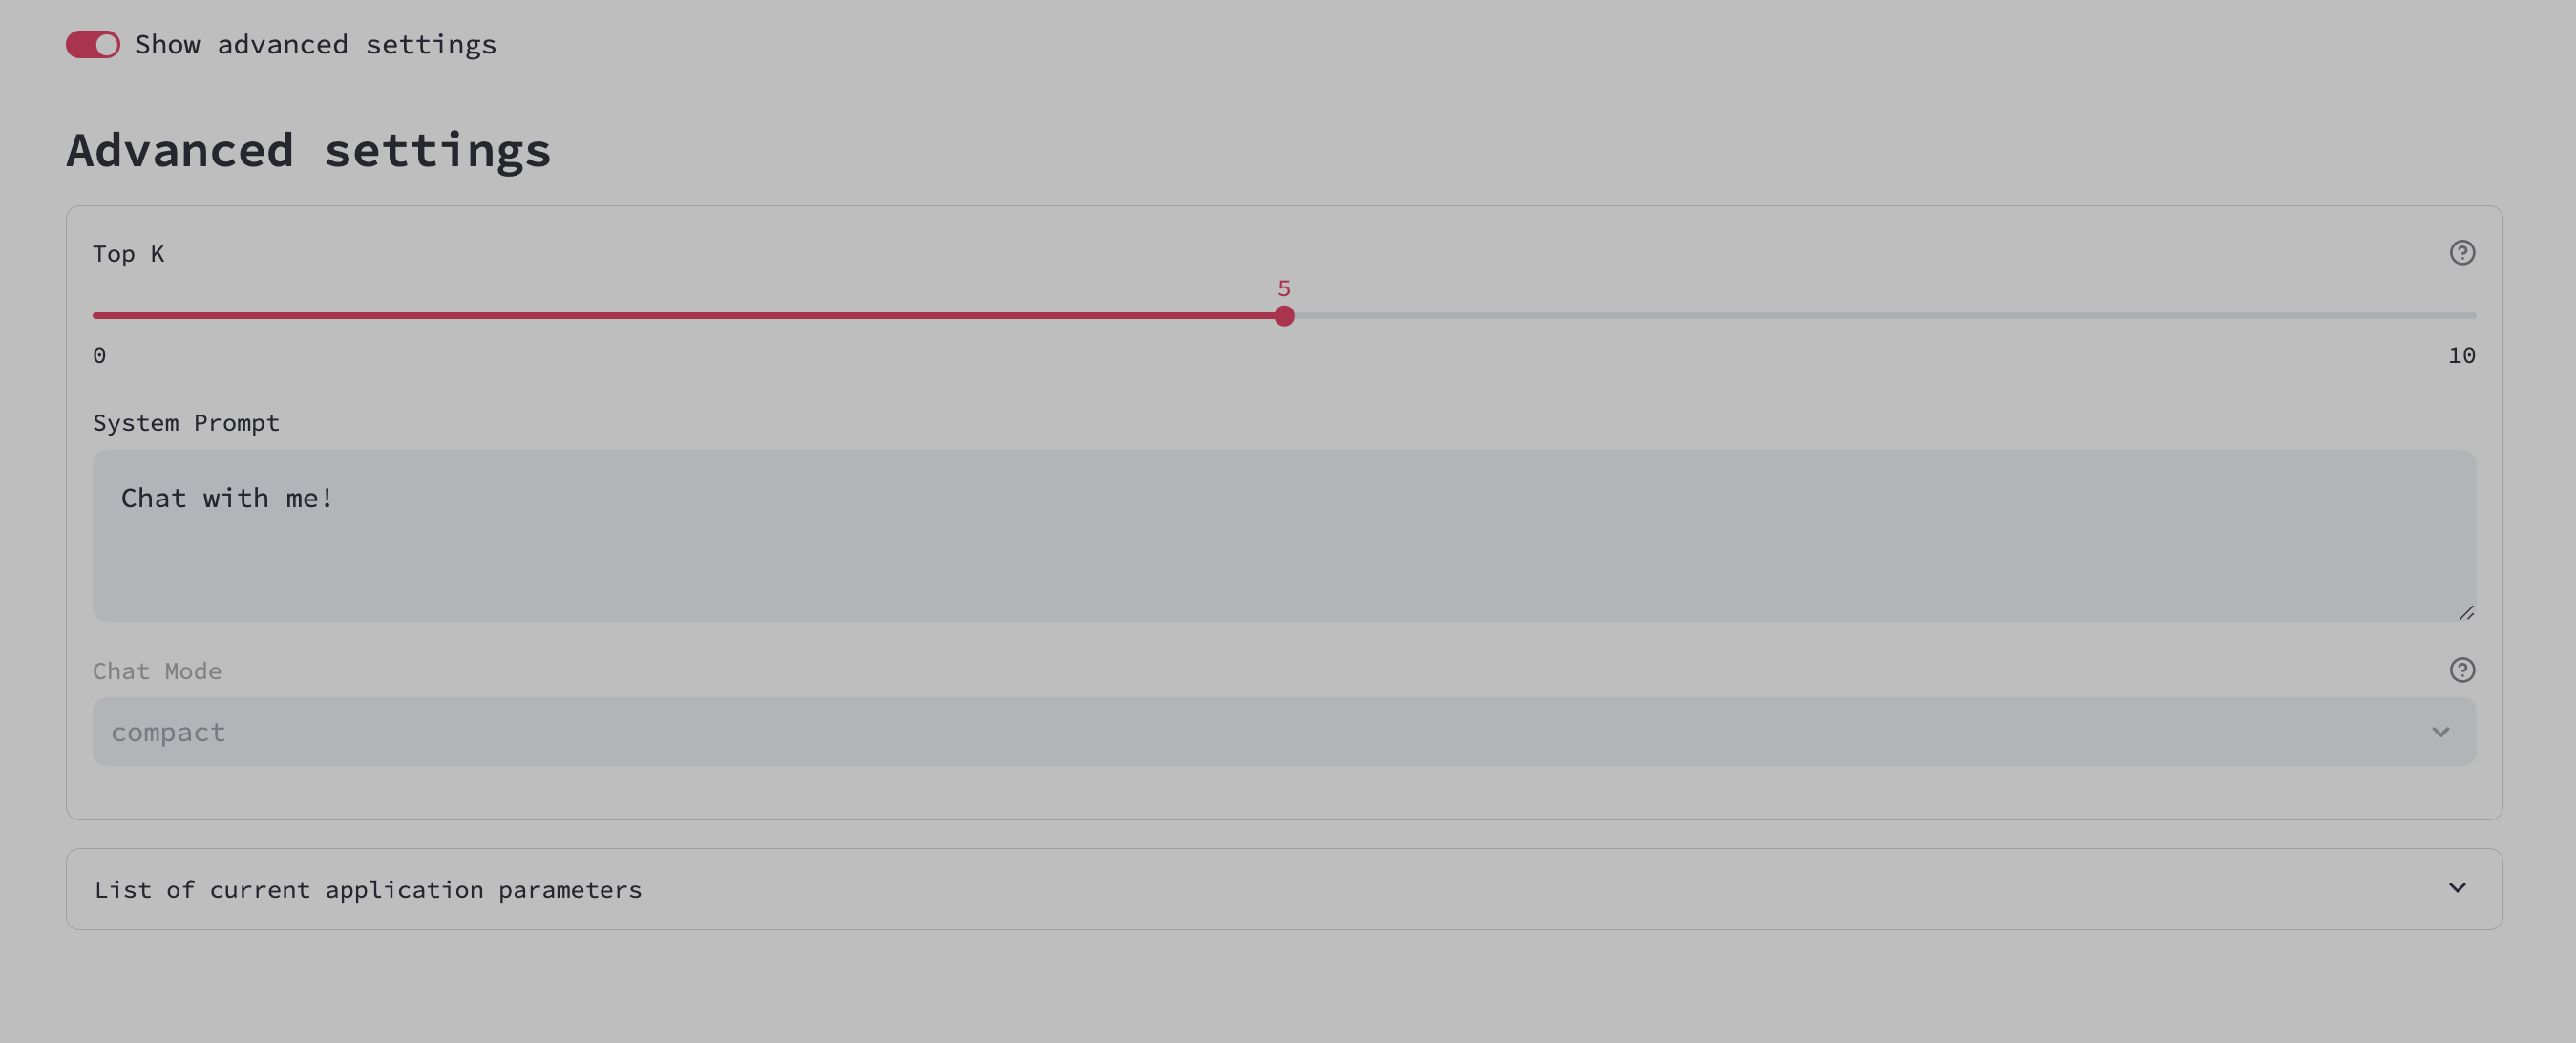 Show advanced settings
Advanced settings
Top K
5
0 10
System Prompt
Chat with me!
Chat Mode
compact
List of current application parameters